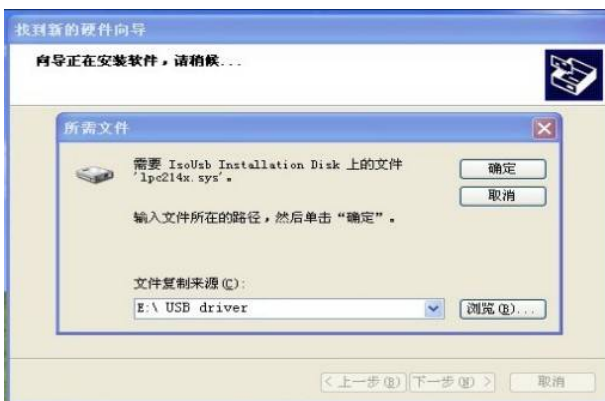 找到新的硬件向导
向导正在安装软件，请稍候...
所需文件
需要 IsoUsb Installation Disk 上的文件
'lpc214x.sys'。
确定
取消
输入文件所在的路径，然后单击“确定”。
文件复制来源(C):
E:\ USB driver
浏览(B)...
< 上一步(B)
下一步(N) >
取消